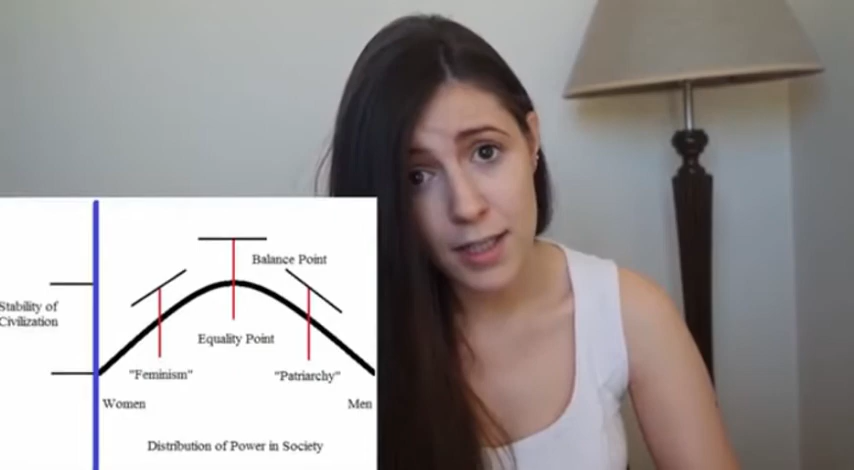 Balance Point
Stability of
Civilization
Equality Point
"Feminism"
"Patriarchy"
Women
Men
Distribution of Power in Society